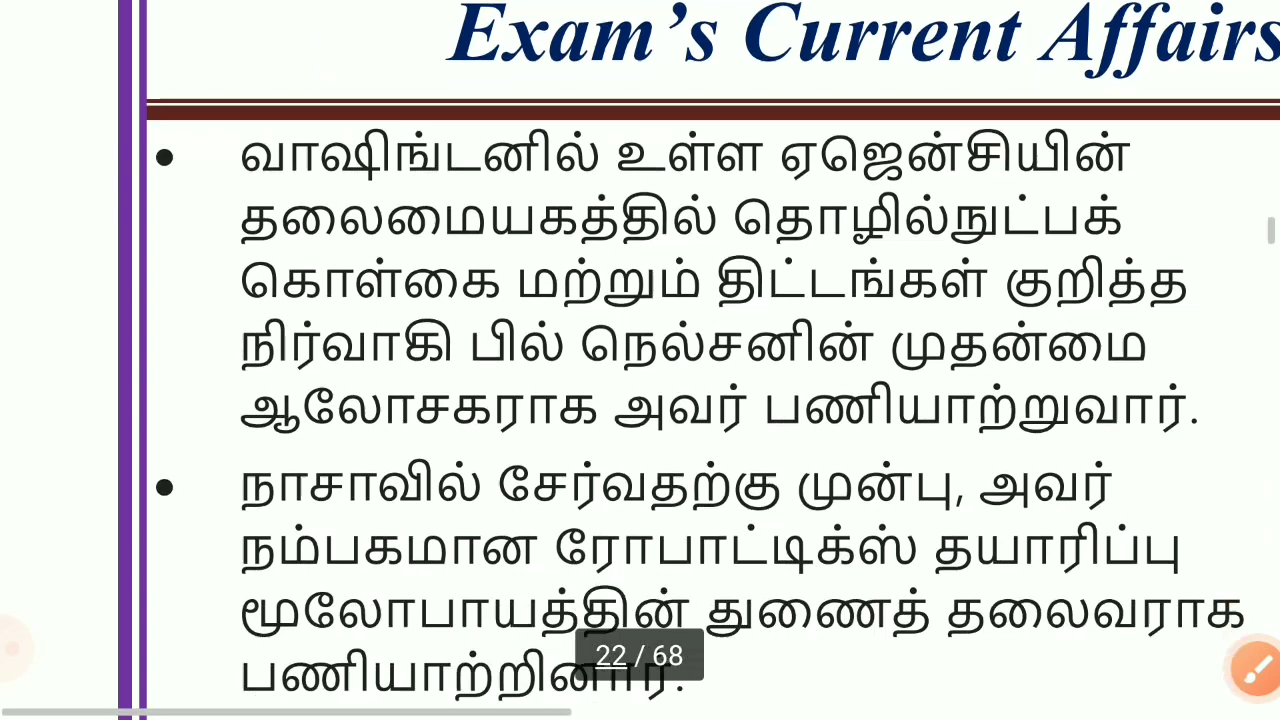 Exam’s Current Affairs
• வாஷிங்டனில் உள்ள ஏஜென்சியின்
தலைமையகத்தில் தொழில்நுட்பக்
கொள்கை மற்றும் திட்டங்கள் குறித்த
நிர்வாகி பில் நெல்சனின் முதன்மை
ஆலோசகராக அவர் பணியாற்றுவார்.
• நாசாவில் சேர்வதற்கு முன்பு, அவர்
நம்பகமான ரோபாட்டிக்ஸ் தயாரிப்பு
மூலோபாயத்தின் துணைத் தலைவராக
பணியாற்றினார்.
22 / 68